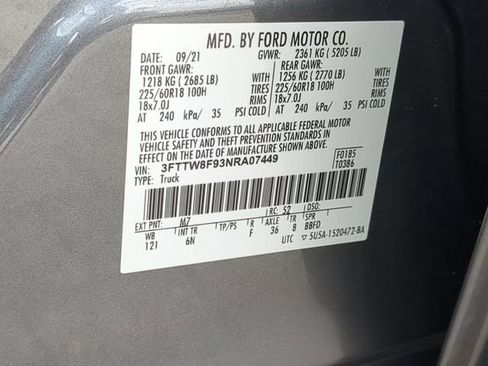 MFD. BY FORD MOTOR CO.
DATE: 09/21 GVWR: 2361 KG ( 5205 LB)
FRONT GAWR: REAR GAWR:
1218 KG ( 2685 LB) WITH 1256 KG ( 2770 LB) WITH
225/60R18 100H TIRES 225/60R18 100H TIRES
18x7.0J RIMS 18x7.0J RIMS
AT 240 kPa/ 35 PSI COLD AT 240 kPa/ 35 PSI COLD
THIS VEHICLE CONFORMS TO ALL APPLICABLE FEDERAL MOTOR
VEHICLE SAFETY AND THEFT PREVENTION STANDARDS IN
EFFECT ON THE DATE OF MANUFACTURE SHOWN ABOVE.
VIN: 3FTTW8F93NRA07449 F0185
TYPE: Truck T0386
EXT PNT: M7 RC: 52 DSO:
WB INT TR TP/PS R AXLE TR SPR
121 6N F 36 8 BBFD
UTC ▽ 5U5A-1520472-BA